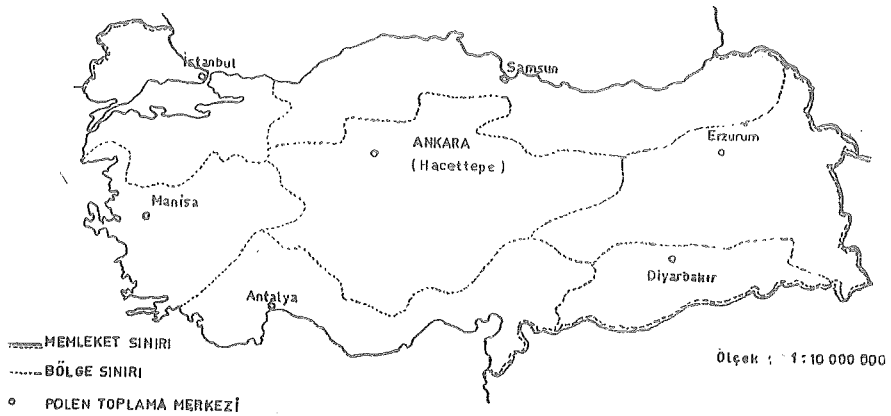 İstanbul
Samsun
ANKARA
(Hacettepe)
Erzurum
Manisa
Diyarbakır
Antalya
MEMLEKET SINIRI
BÖLGE SINIRI
POLEN TOPLAMA MERKEZİ
Ölçek : 1:10 000 000